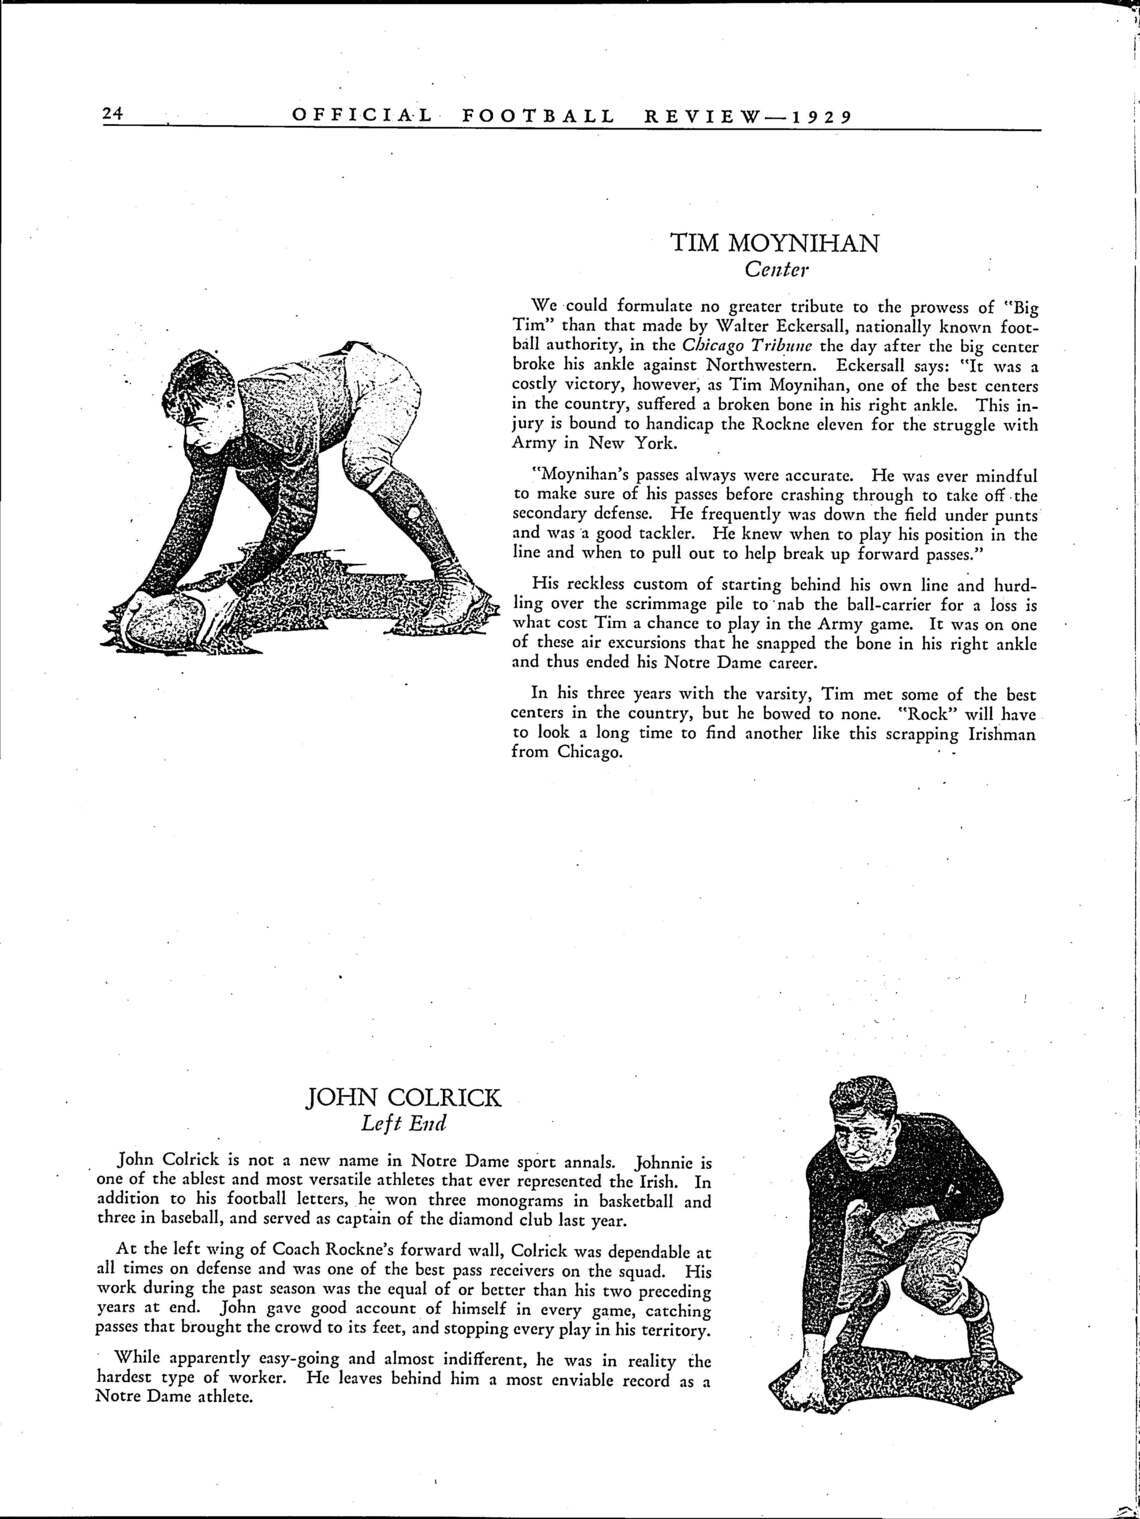 24
OFFICIAL FOOTBALL REVIEW—1929
TIM MOYNIHAN
Center
We could formulate no greater tribute to the prowess of "Big
Tim" than that made by Walter Eckersall, nationally known foot-
ball authority, in the Chicago Tribune the day after the big center
broke his ankle against Northwestern. Eckersall says: "It was a
costly victory, however, as Tim Moynihan, one of the best centers
in the country, suffered a broken bone in his right ankle. This in-
jury is bound to handicap the Rockne eleven for the struggle with
Army in New York.
"Moynihan's passes always were accurate. He was ever mindful
to make sure of his passes before crashing through to take off the
secondary defense. He frequently was down the field under punts
and was a good tackler. He knew when to play his position in the
line and when to pull out to help break up forward passes."
His reckless custom of starting behind his own line and hurd-
ling over the scrimmage pile to nab the ball-carrier for a loss is
what cost Tim a chance to play in the Army game. It was on one
of these air excursions that he snapped the bone in his right ankle
and thus ended his Notre Dame career.
In his three years with the varsity, Tim met some of the best
centers in the country, but he bowed to none. "Rock" will have
to look a long time to find another like this scrapping Irishman
from Chicago.
JOHN COLRICK
Left End
John Colrick is not a new name in Notre Dame sport annals. Johnnie is
one of the ablest and most versatile athletes that ever represented the Irish. In
addition to his football letters, he won three monograms in basketball and
three in baseball, and served as captain of the diamond club last year.
At the left wing of Coach Rockne's forward wall, Colrick was dependable at
all times on defense and was one of the best pass receivers on the squad. His
work during the past season was the equal of or better than his two preceding
years at end. John gave good account of himself in every game, catching
passes that brought the crowd to its feet, and stopping every play in his territory.
While apparently easy-going and almost indifferent, he was in reality the
hardest type of worker. He leaves behind him a most enviable record as a
Notre Dame athlete.